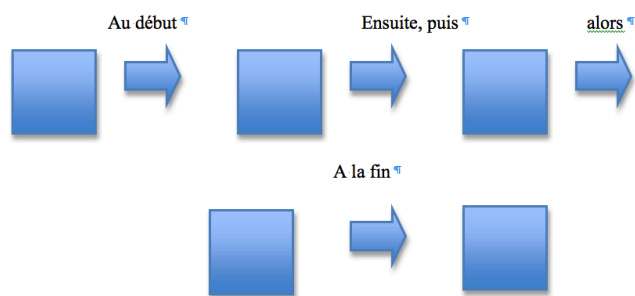 Au début ¶ Ensuite, puis ¶ alors ¶
A la fin ¶